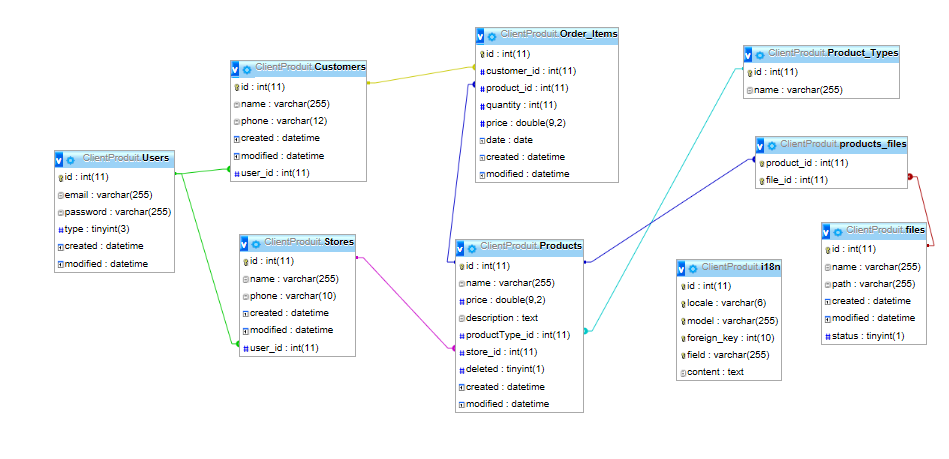 ClientProduit.Users
id : int(11)
email : varchar(255)
password : varchar(255)
type : tinyint(3)
created : datetime
modified : datetime
ClientProduit.Customers
id : int(11)
name : varchar(255)
phone : varchar(12)
created : datetime
modified : datetime
user_id : int(11)
ClientProduit.Stores
id : int(11)
name : varchar(255)
phone : varchar(10)
created : datetime
modified : datetime
user_id : int(11)
ClientProduit.Order_Items
id : int(11)
customer_id : int(11)
product_id : int(11)
quantity : int(11)
price : double(9,2)
date : date
created : datetime
modified : datetime
ClientProduit.Products
id : int(11)
name : varchar(255)
price : double(9,2)
description : text
productType_id : int(11)
store_id : int(11)
deleted : tinyint(1)
created : datetime
modified : datetime
ClientProduit.Product_Types
id : int(11)
name : varchar(255)
ClientProduit.products_files
product_id : int(11)
file_id : int(11)
ClientProduit.files
id : int(11)
name : varchar(255)
path : varchar(255)
created : datetime
modified : datetime
status : tinyint(1)
ClientProduit.i18n
id : int(11)
locale : varchar(6)
model : varchar(255)
foreign_key : int(10)
field : varchar(255)
content : text